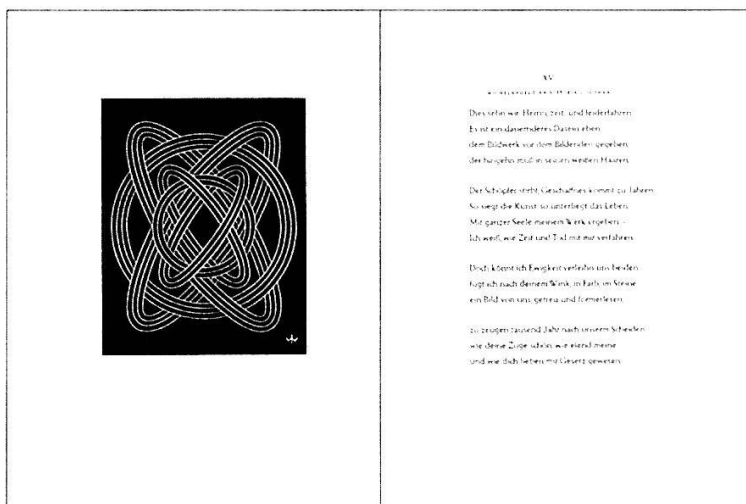 XV
Dies sehn wir Herrin, zeit- und leiderfahren
Es ist ein dauernderes Dasein eben
dem Bildwerk vor dem Bildenden gegeben,
der hingehn muß in seinen weißen Haaren.
Der Schöpfer stirbt, Geschaffnes kommt zu Jahren
So siegt die Kunst so unterliegt das Leben.
Mit ganzer Seele meinem Werk ergeben –
Ich weiß, wie Zeit und Tod mit mir verfahren
Doch könnt ich Ewigkeit verleihn uns beiden
fügt ich nach deinem Wink, in Farb, im Steine
ein Bild von uns, getreu und formerlesen,
zu zeugen tausend Jahr nach unserm Scheiden
wie deine Züge schön, wie elend meine
und wie dich lieben mir Gesetz gewesen